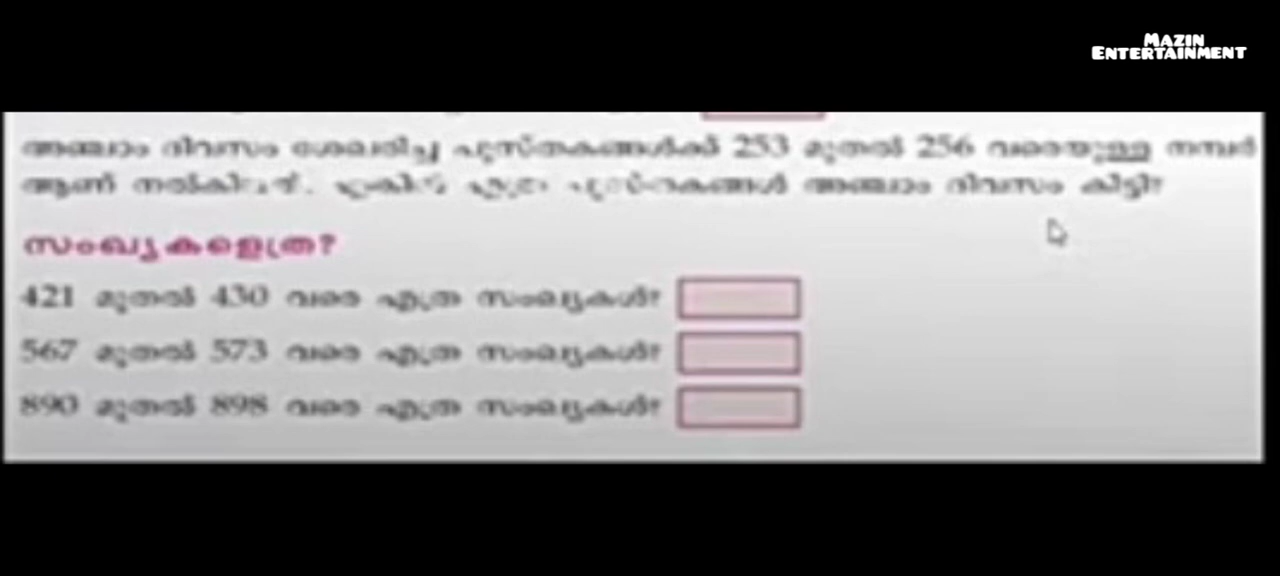 MAZIN
ENTERTAINMENT
അഞ്ചാം ദിവസം ശേഖരിച്ച പുസ്തകങ്ങൾക്ക് 253 മുതൽ 256 വരെയുള്ള നമ്പർ
ആണ് നൽകിയത്. എങ്കിൽ എത്ര പുസ്തകങ്ങൾ അഞ്ചാം ദിവസം കിട്ടി?
സംഖ്യകളെത്ര?
421 മുതൽ 430 വരെ എത്ര സംഖ്യകൾ?
567 മുതൽ 573 വരെ എത്ര സംഖ്യകൾ?
890 മുതൽ 898 വരെ എത്ര സംഖ്യകൾ?